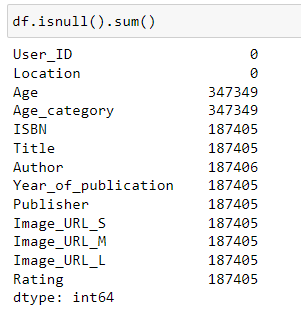 df.isnull().sum()
User_ID 0
Location 0
Age 347349
Age_category 347349
ISBN 187405
Title 187405
Author 187406
Year_of_publication 187405
Publisher 187405
Image_URL_S 187405
Image_URL_M 187405
Image_URL_L 187405
Rating 187405
dtype: int64